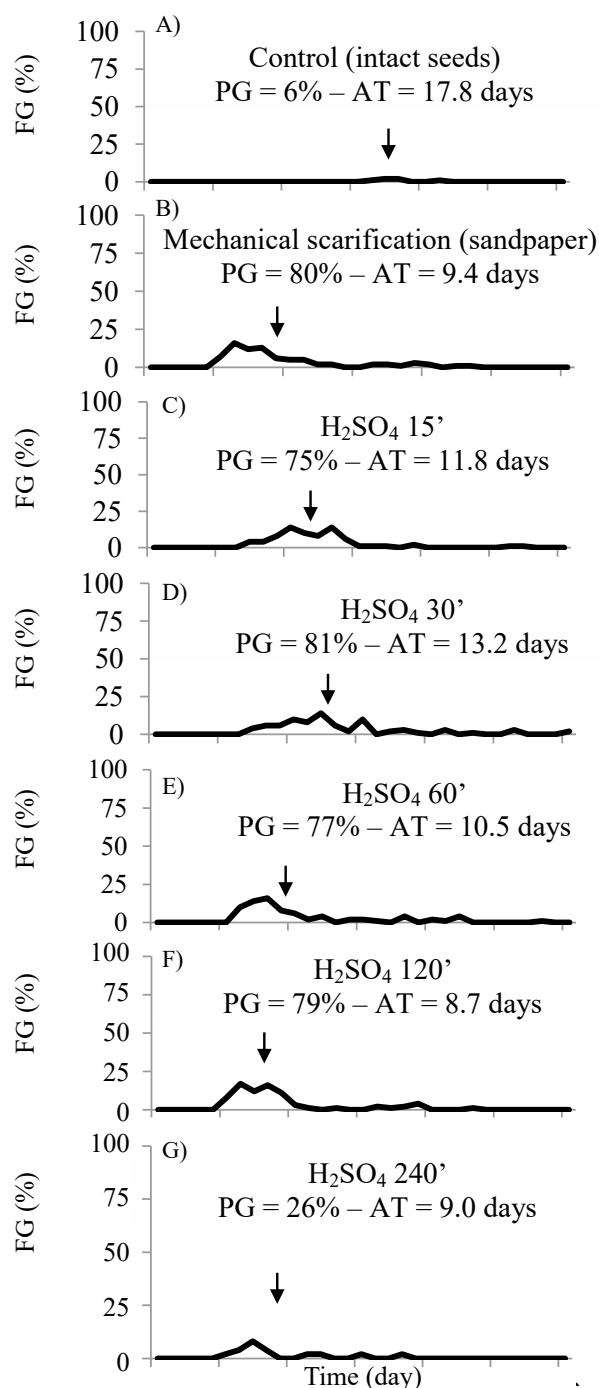 A)
100
75
50
25
0
FG (%)
Control (intact seeds)
PG = 6% – AT = 17.8 days
B)
100
75
50
25
0
FG (%)
Mechanical scarification (sandpaper)
PG = 80% – AT = 9.4 days
C)
100
75
50
25
0
FG (%)
H₂SO₄ 15’
PG = 75% – AT = 11.8 days
D)
100
75
50
25
0
FG (%)
H₂SO₄ 30’
PG = 81% – AT = 13.2 days
E)
100
75
50
25
0
FG (%)
H₂SO₄ 60’
PG = 77% – AT = 10.5 days
F)
100
75
50
25
0
FG (%)
H₂SO₄ 120’
PG = 79% – AT = 8.7 days
G)
100
75
50
25
0
FG (%)
H₂SO₄ 240’
PG = 26% – AT = 9.0 days
Time (day)